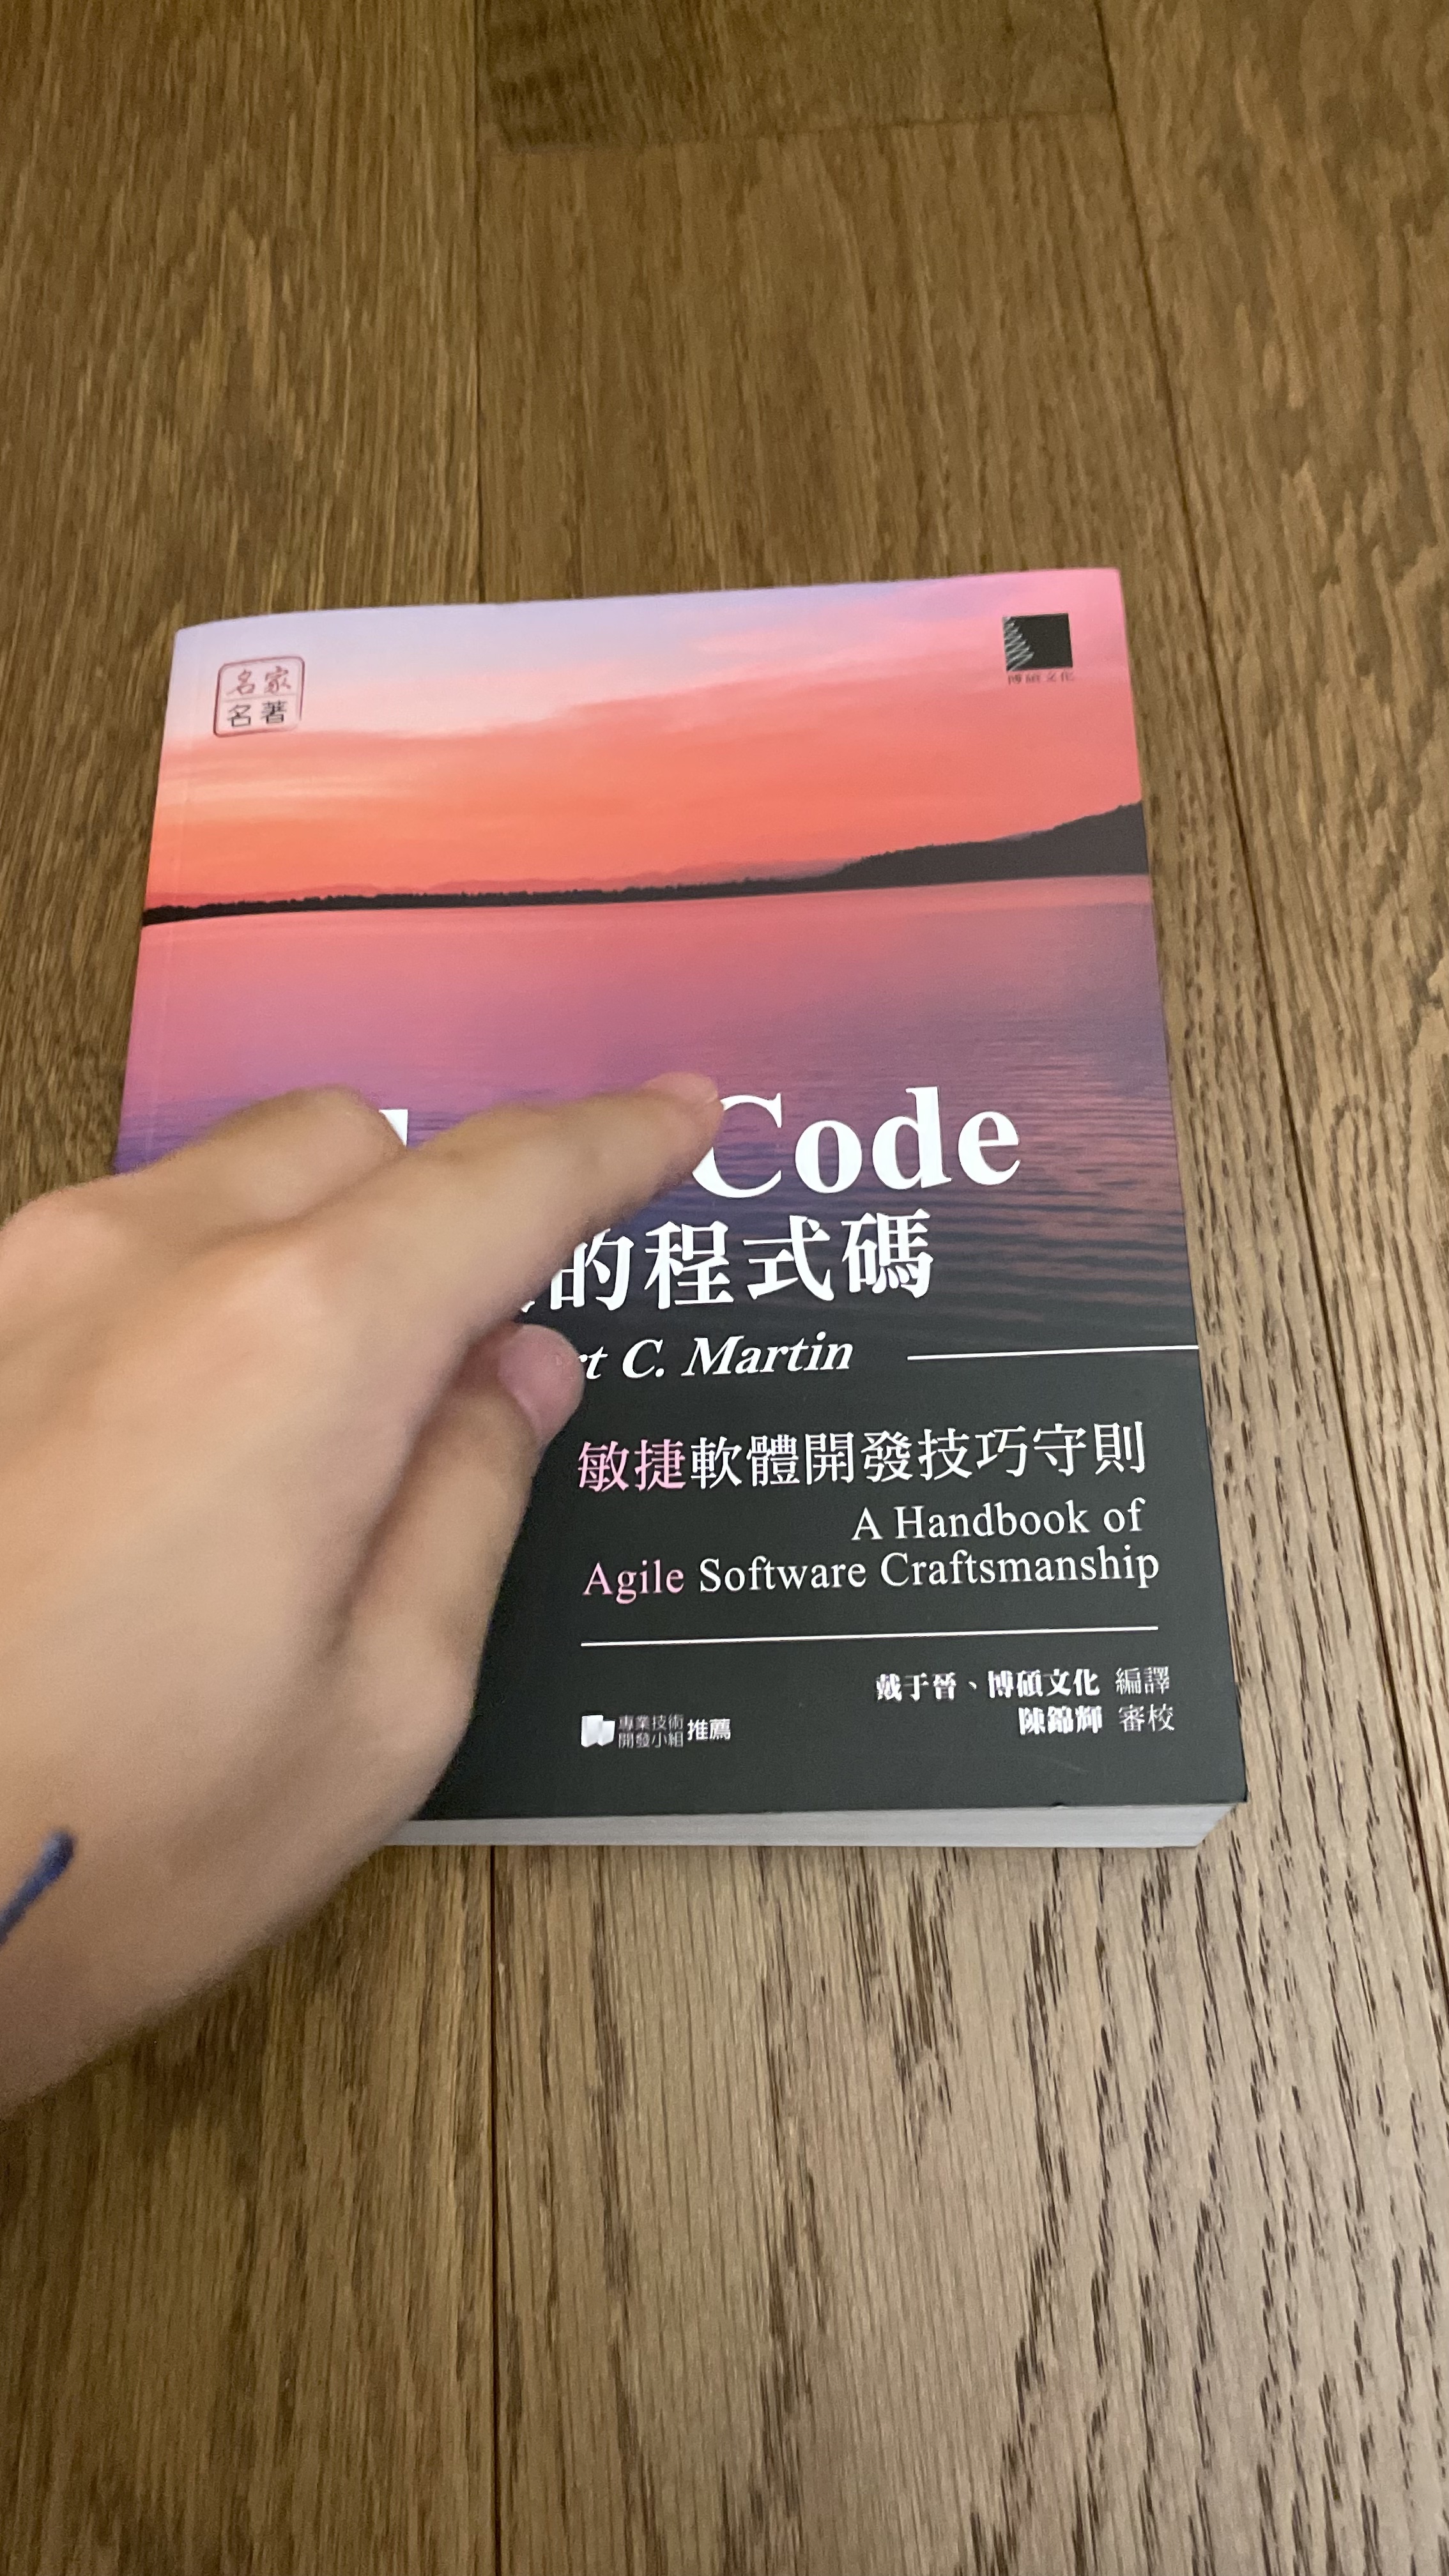 名家
名著
博碩文化
Code
的程式碼
C. Martin
敏捷軟體開發技巧守則
A Handbook of
Agile Software Craftsmanship
戴于晉、博碩文化 編譯
陳錦輝 審校
專業技術
開發小組 推薦